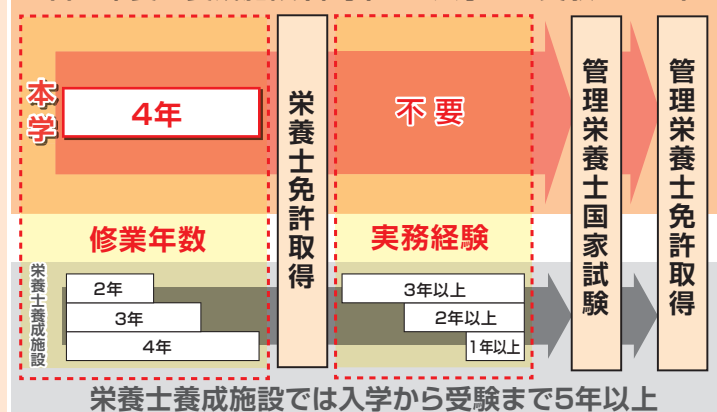 本学
4年
栄養士免許取得
不要
管理栄養士国家試験
管理栄養士免許取得
修業年数
実務経験
栄養士養成施設
2年
3年
4年
3年以上
2年以上
1年以上
栄養士養成施設では入学から受験まで5年以上